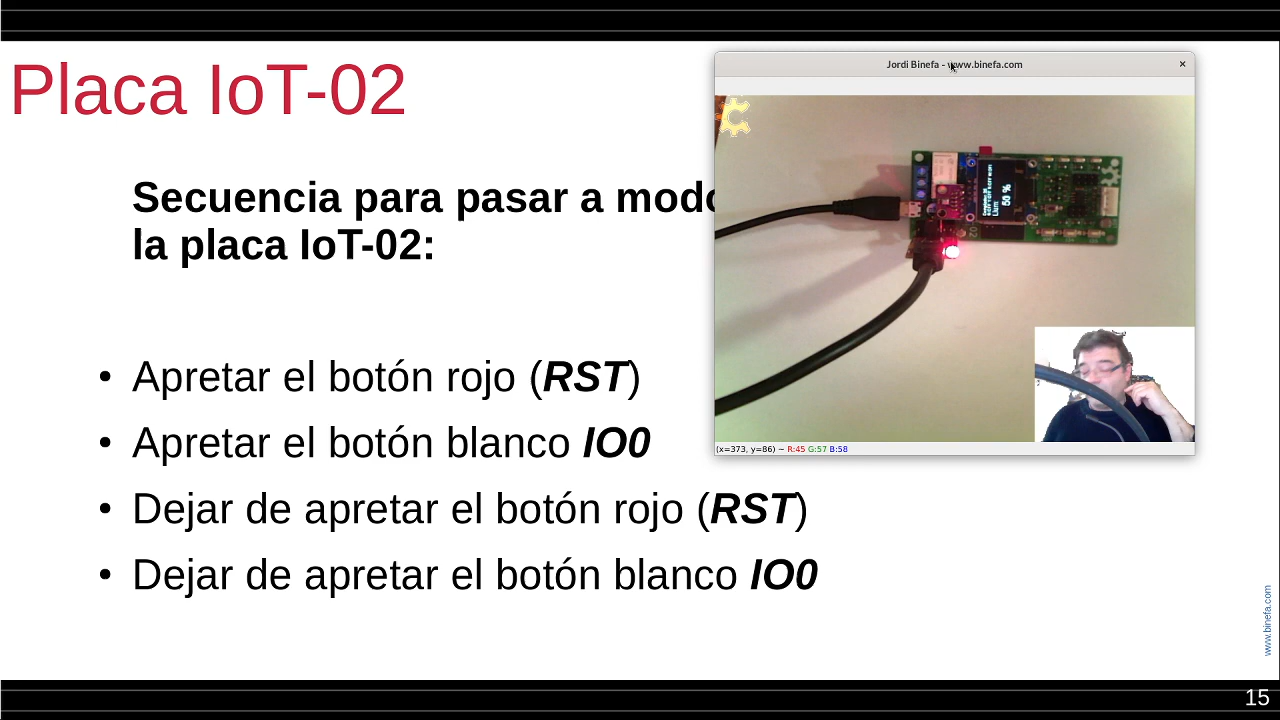 Placa IoT-02
Jordi Binefa - www.binefa.com
Secuencia para pasar a modo
la placa IoT-02:
50 %
• Apretar el botón rojo (RST)
• Apretar el botón blanco IO0
(x=373, y=86) ~ R:45 G:57 B:58
• Dejar de apretar el botón rojo (RST)
• Dejar de apretar el botón blanco IO0
www.binefa.com
15